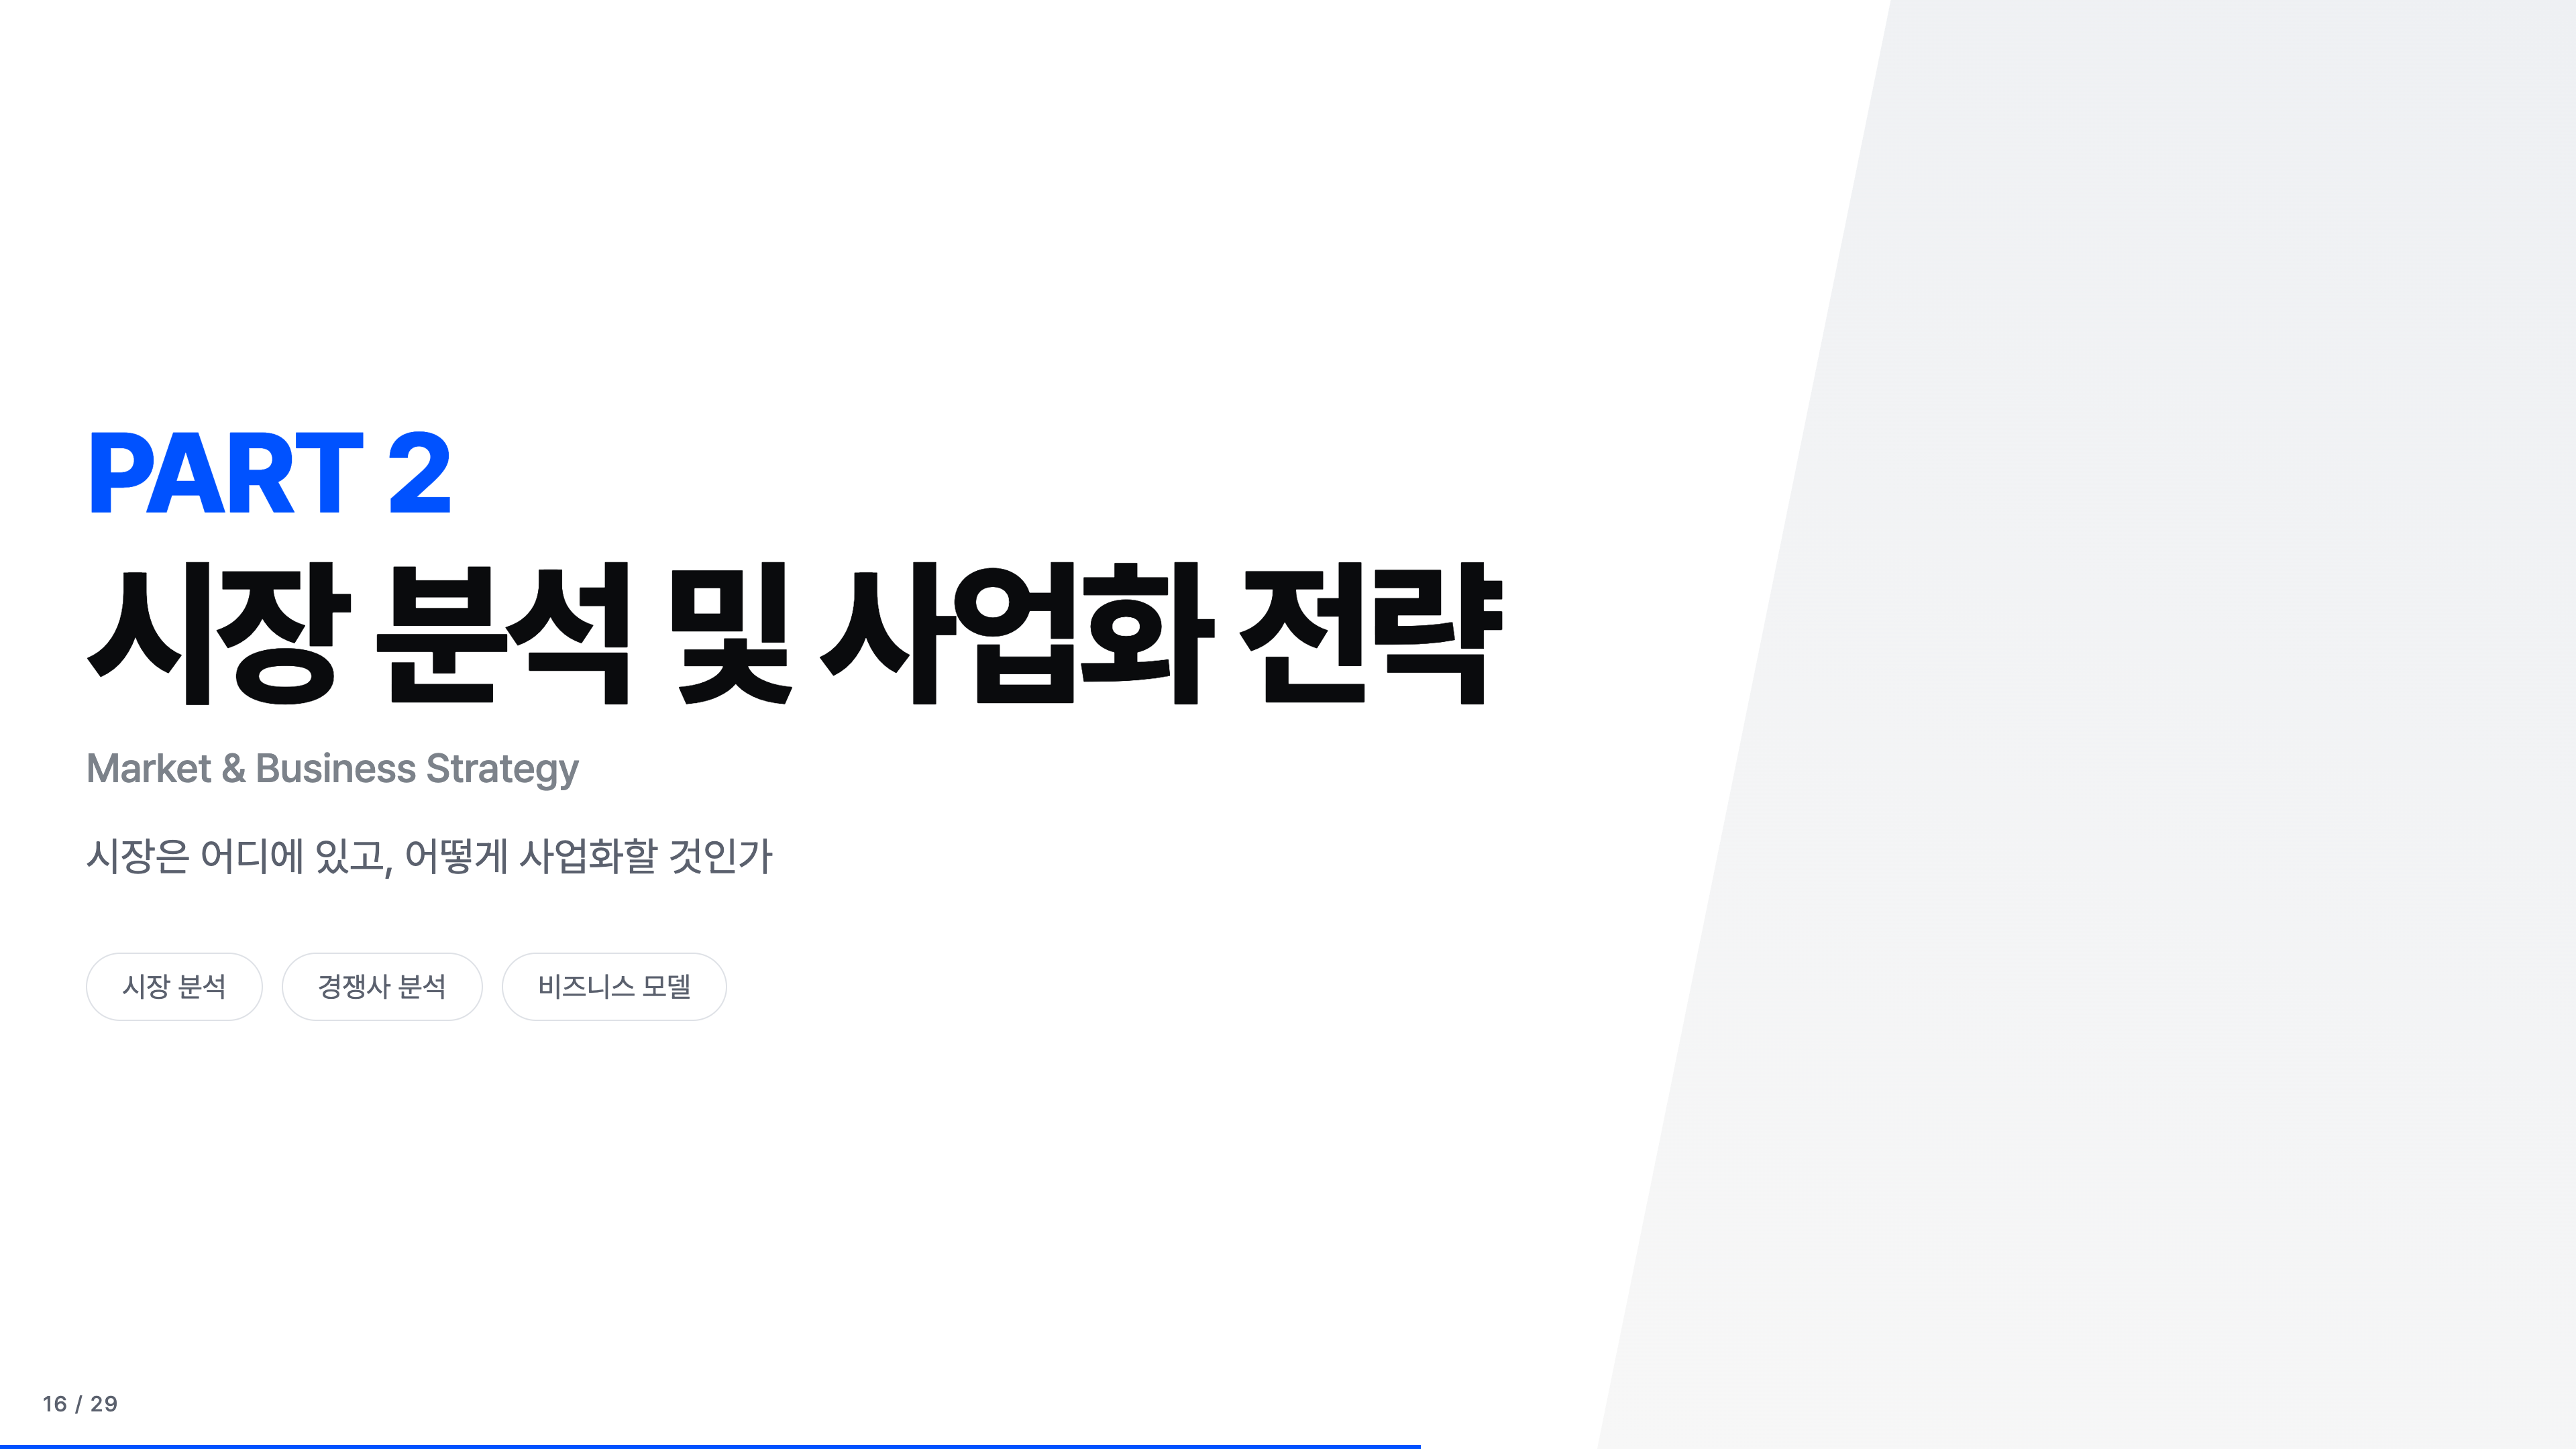 PART 2
시장 분석 및 사업화 전략
Market & Business Strategy
시장은 어디에 있고, 어떻게 사업화할 것인가
시장 분석 경쟁사 분석 비즈니스 모델
16 / 29